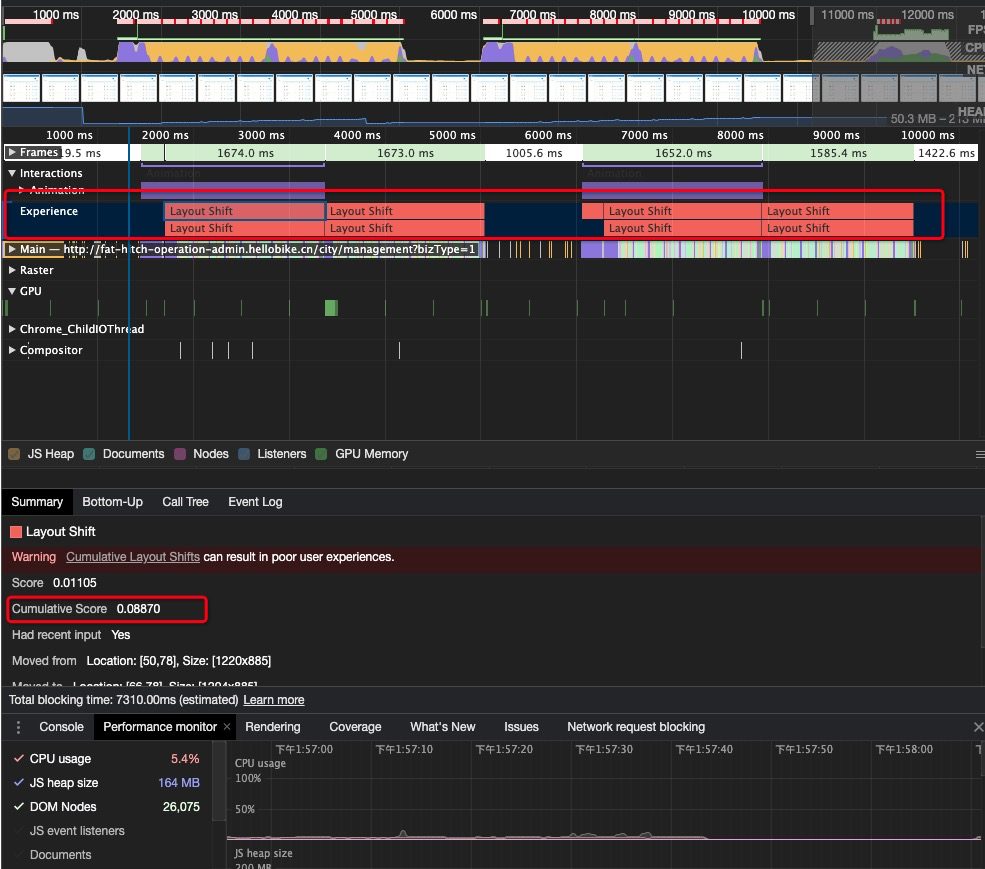 1000 ms 2000 ms 3000 ms 4000 ms 5000 ms 6000 ms 7000 ms 8000 ms 9000 ms 10000 ms 11000 ms 12000 ms
FPS
CPU
NET
HEAP
50.3 MB – 213 MB
1000 ms 2000 ms 3000 ms 4000 ms 5000 ms 6000 ms 7000 ms 8000 ms 9000 ms 10000 ms
Frames 19.5 ms 1674.0 ms 1673.0 ms 1005.6 ms 1652.0 ms 1585.4 ms 1422.6 ms
Interactions Animation Animation
Animation
Experience Layout Shift Layout Shift Layout Shift Layout Shift
Layout Shift Layout Shift Layout Shift Layout Shift
Main — http://fat-hitch-operation-admin.hellobike.cn/city/management?bizType=1
Raster
GPU
Chrome_ChildIOThread
Compositor
JS Heap Documents Nodes Listeners GPU Memory
Summary Bottom-Up Call Tree Event Log
Layout Shift
Warning Cumulative Layout Shifts can result in poor user experiences.
Score 0.01105
Cumulative Score 0.08870
Had recent input Yes
Moved from Location: [50,78], Size: [1220x885]
Moved to Location: [66,78], Size: [1204x885]
Total blocking time: 7310.00ms (estimated) Learn more
Console Performance monitor × Rendering Coverage What's New Issues Network request blocking
CPU usage 5.4%
JS heap size 164 MB
DOM Nodes 26,075
JS event listeners
Documents
下午1:57:00 下午1:57:10 下午1:57:20 下午1:57:30 下午1:57:40 下午1:57:50 下午1:58:00
CPU usage
100%
50%
JS heap size
200 MB